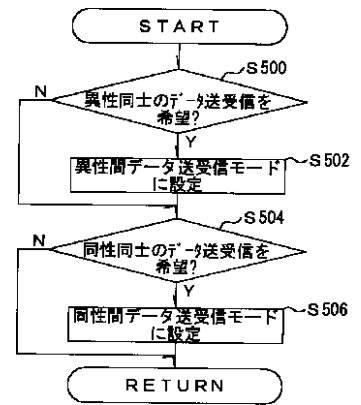 START
S500
異性同士のデータ送受信を
希望?
N
Y
S502
異性間データ送受信モード
に設定
S504
同性同士のデータ送受信を
希望?
N
Y
S506
同性間データ送受信モード
に設定
RETURN